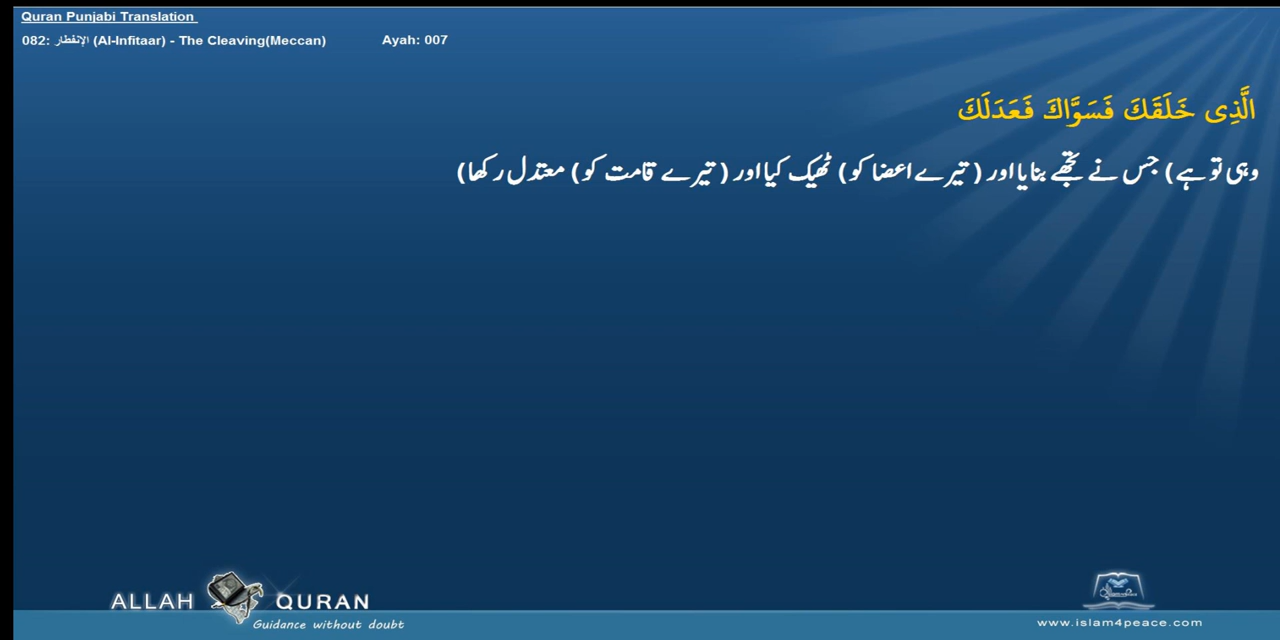 Quran Punjabi Translation
082: الإنفطار (Al-Infitaar) - The Cleaving(Meccan) Ayah: 007
الَّذِى خَلَقَكَ فَسَوَّاكَ فَعَدَلَكَ
وہی تو ہے) جس نے تجھے بنایا اور (تیرے اعضا کو) ٹھیک کیا اور (تیرے قامت کو) معتدل رکھا)
ALLAH QURAN
Guidance without doubt
www.islam4peace.com